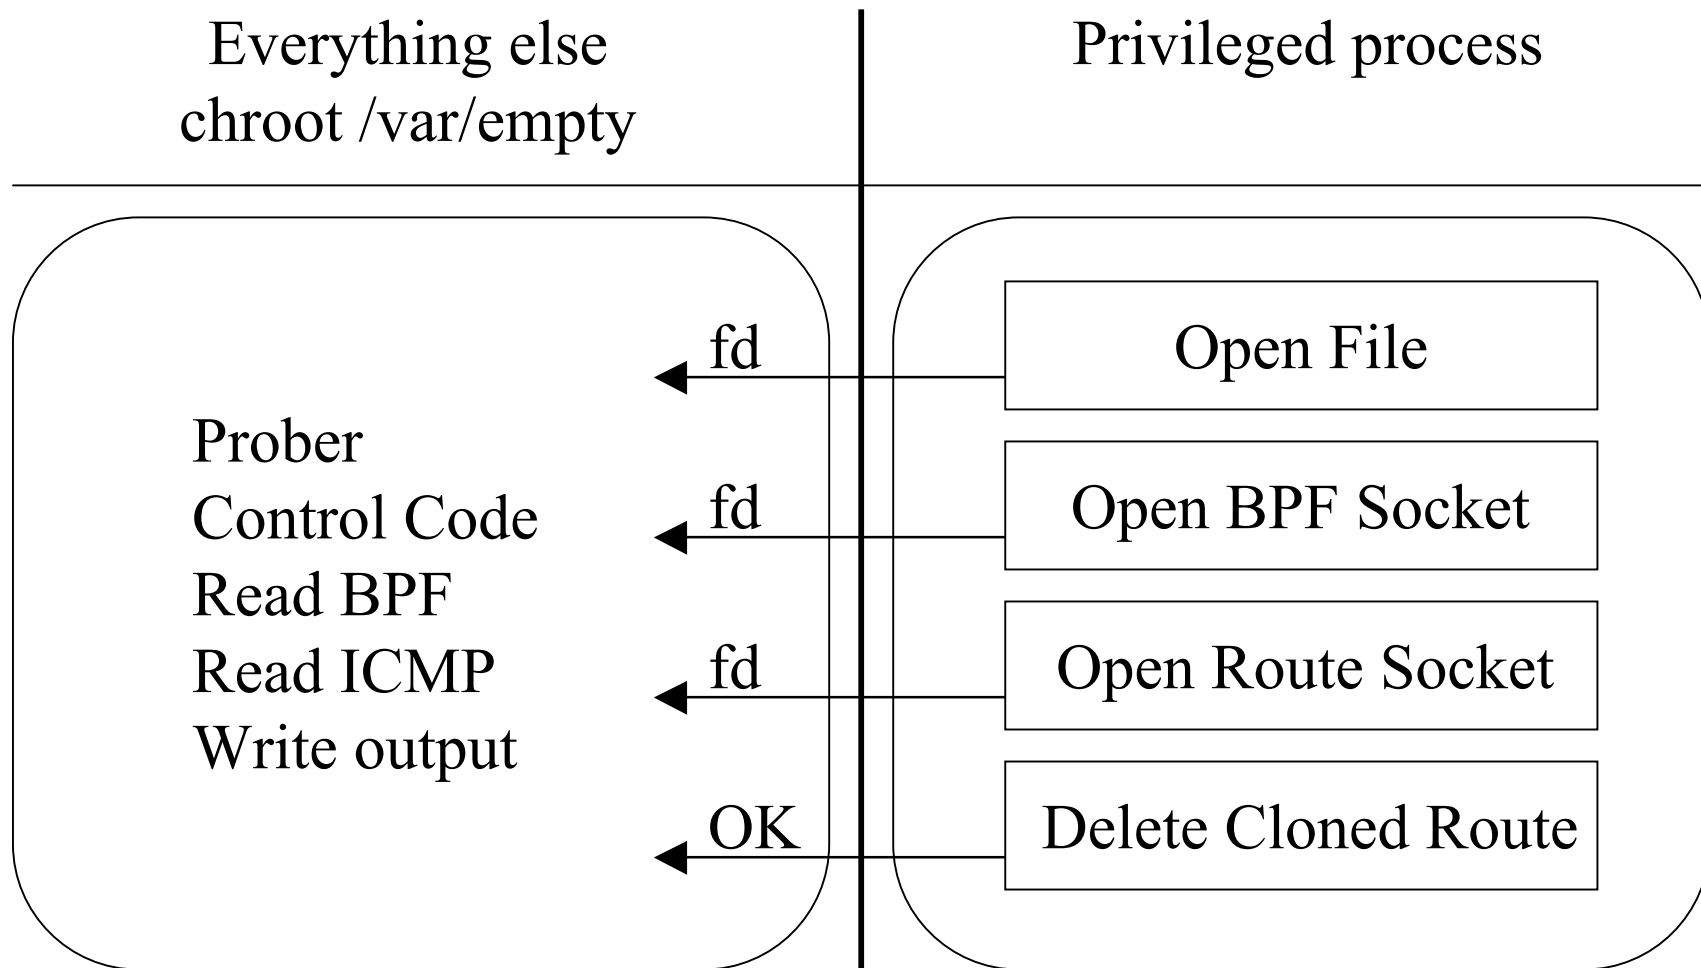 Everything else
chroot /var/empty
Privileged process
Prober
Control Code
Read BPF
Read ICMP
Write output
fd
Open File
fd
Open BPF Socket
fd
Open Route Socket
OK
Delete Cloned Route